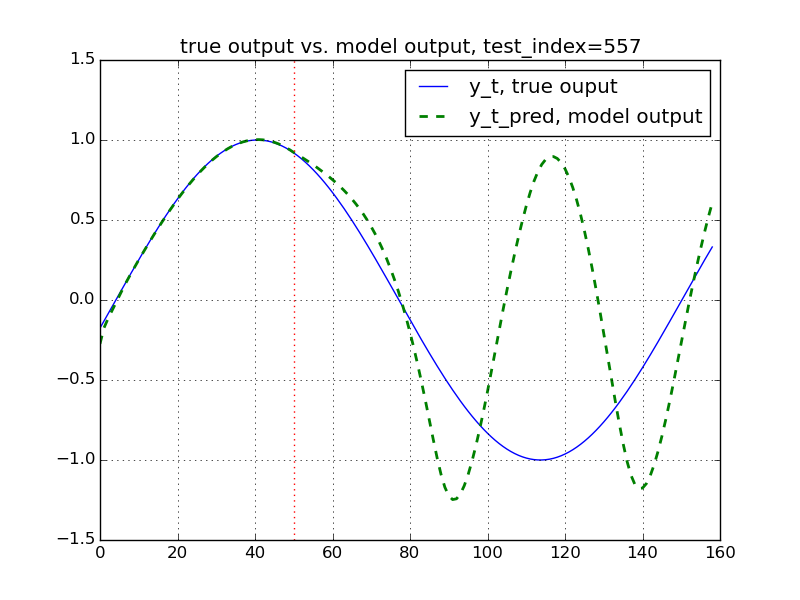 true output vs. model output, test_index=557
y_t, true ouput
y_t_pred, model output
1.5
1.0
0.5
0.0
−0.5
−1.0
−1.5
0 20 40 60 80 100 120 140 160